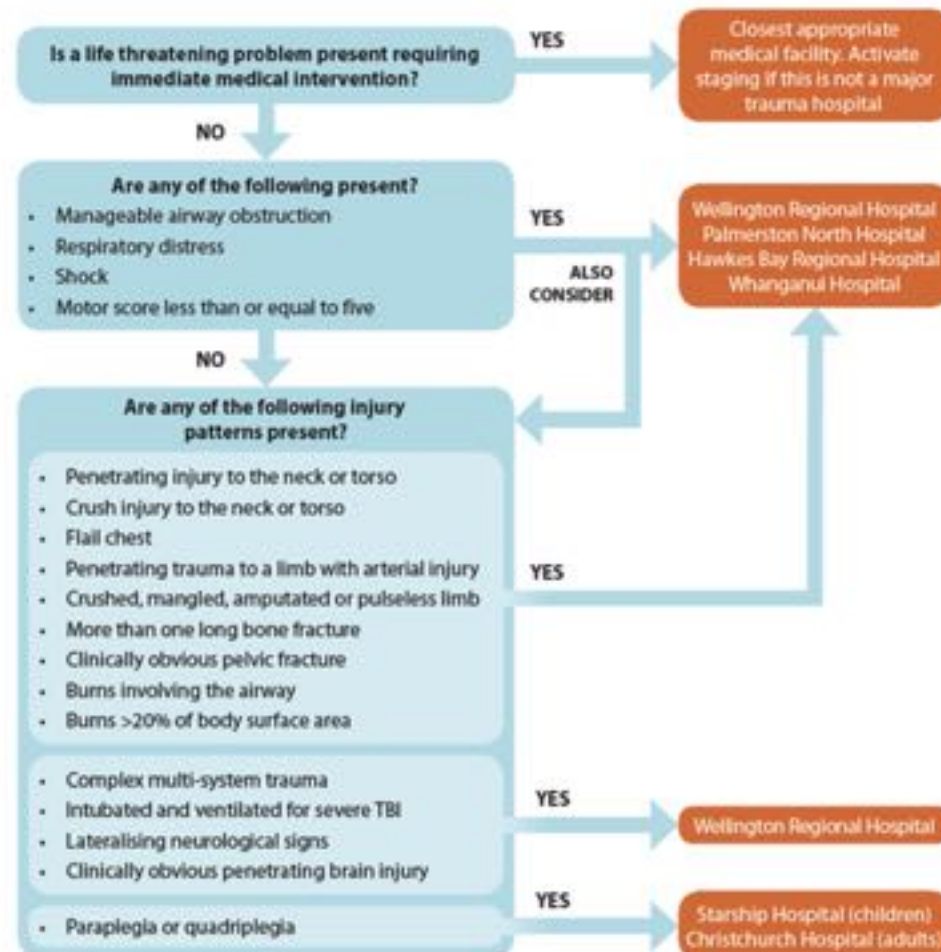 Is a life threatening problem present requiring
immediate medical intervention?
YES
Closest appropriate
medical facility. Activate
staging if this is not a major
trauma hospital
NO
Are any of the following present?
• Manageable airway obstruction
• Respiratory distress
• Shock
• Motor score less than or equal to five
YES
ALSO
CONSIDER
Wellington Regional Hospital
Palmerston North Hospital
Hawkes Bay Regional Hospital
Whanganui Hospital
NO
Are any of the following injury
patterns present?
• Penetrating injury to the neck or torso
• Crush injury to the neck or torso
• Flail chest
• Penetrating trauma to a limb with arterial injury
• Crushed, mangled, amputated or pulseless limb
• More than one long bone fracture
• Clinically obvious pelvic fracture
• Burns involving the airway
• Burns >20% of body surface area
YES
• Complex multi-system trauma
• Intubated and ventilated for severe TBI
• Lateralising neurological signs
• Clinically obvious penetrating brain injury
YES
Wellington Regional Hospital
• Paraplegia or quadriplegia
YES
Starship Hospital (children)
Christchurch Hospital (adults)